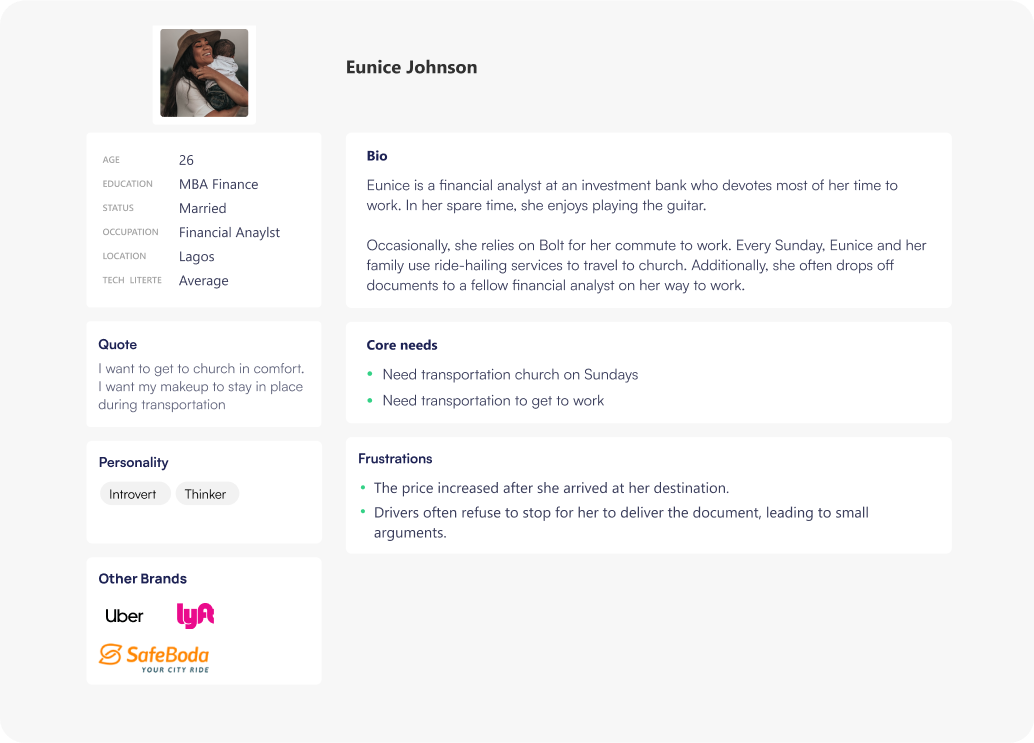 Eunice Johnson
AGE 26
EDUCATION MBA Finance
STATUS Married
OCCUPATION Financial Anaylst
LOCATION Lagos
TECH LITERTE Average
Bio
Eunice is a financial analyst at an investment bank who devotes most of her time to
work. In her spare time, she enjoys playing the guitar.
Occasionally, she relies on Bolt for her commute to work. Every Sunday, Eunice and her
family use ride-hailing services to travel to church. Additionally, she often drops off
documents to a fellow financial analyst on her way to work.
Quote
I want to get to church in comfort.
I want my makeup to stay in place
during transportation
Core needs
• Need transportation church on Sundays
• Need transportation to get to work
Personality
Introvert Thinker
Frustrations
• The price increased after she arrived at her destination.
• Drivers often refuse to stop for her to deliver the document, leading to small
arguments.
Other Brands
Uber lyft
SafeBoda
YOUR CITY RIDE